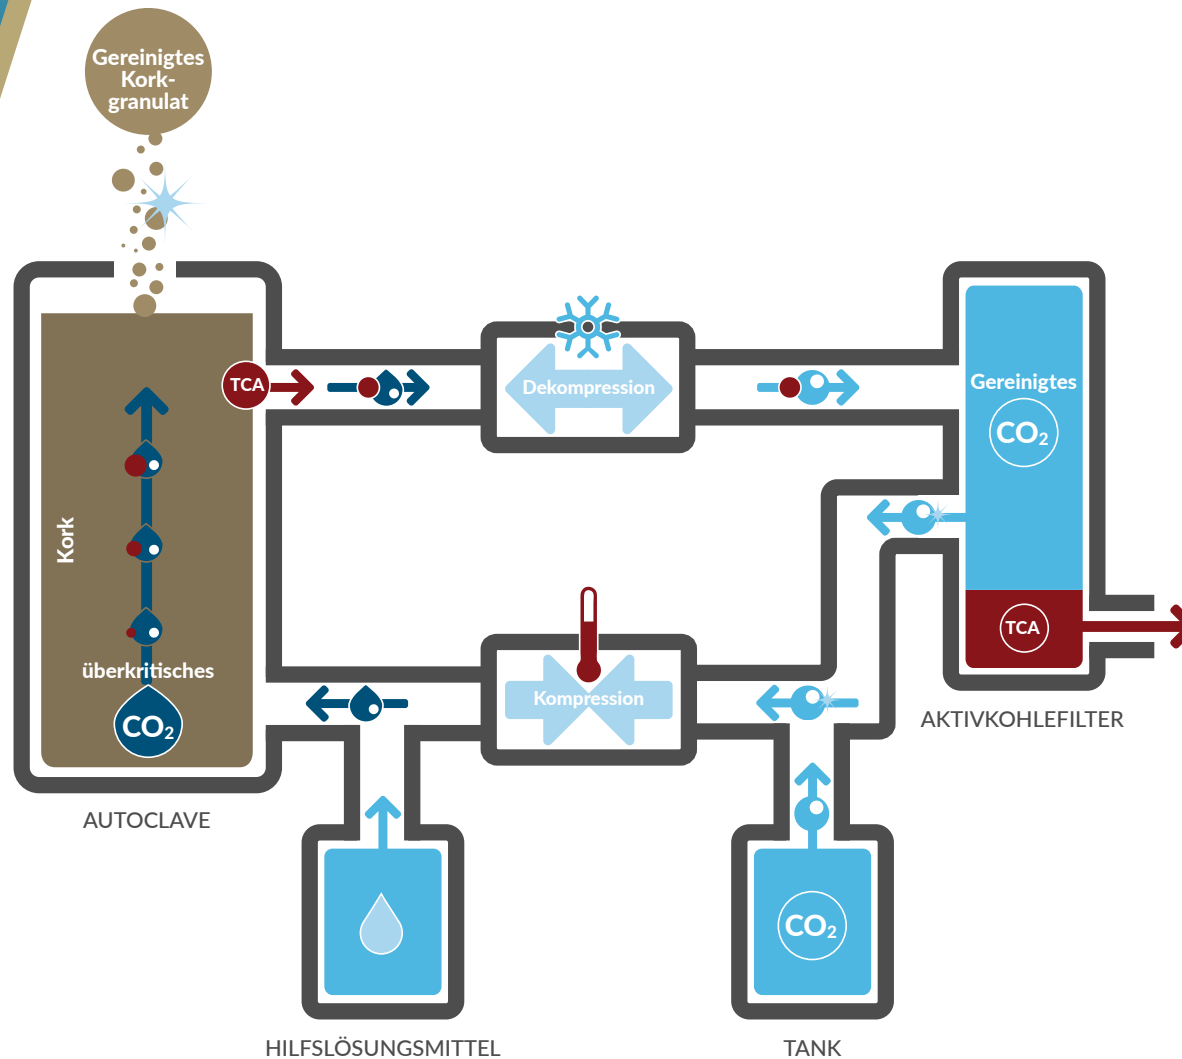 Gereinigtes
Kork-
granulat
TCA
Dekompression
Gereinigtes
CO₂
Kork
TCA
überkritisches
CO₂
Kompression
AKTIVKOHLEFILTER
AUTOCLAVE
CO₂
HILFSLÖSUNGSMITTEL
TANK